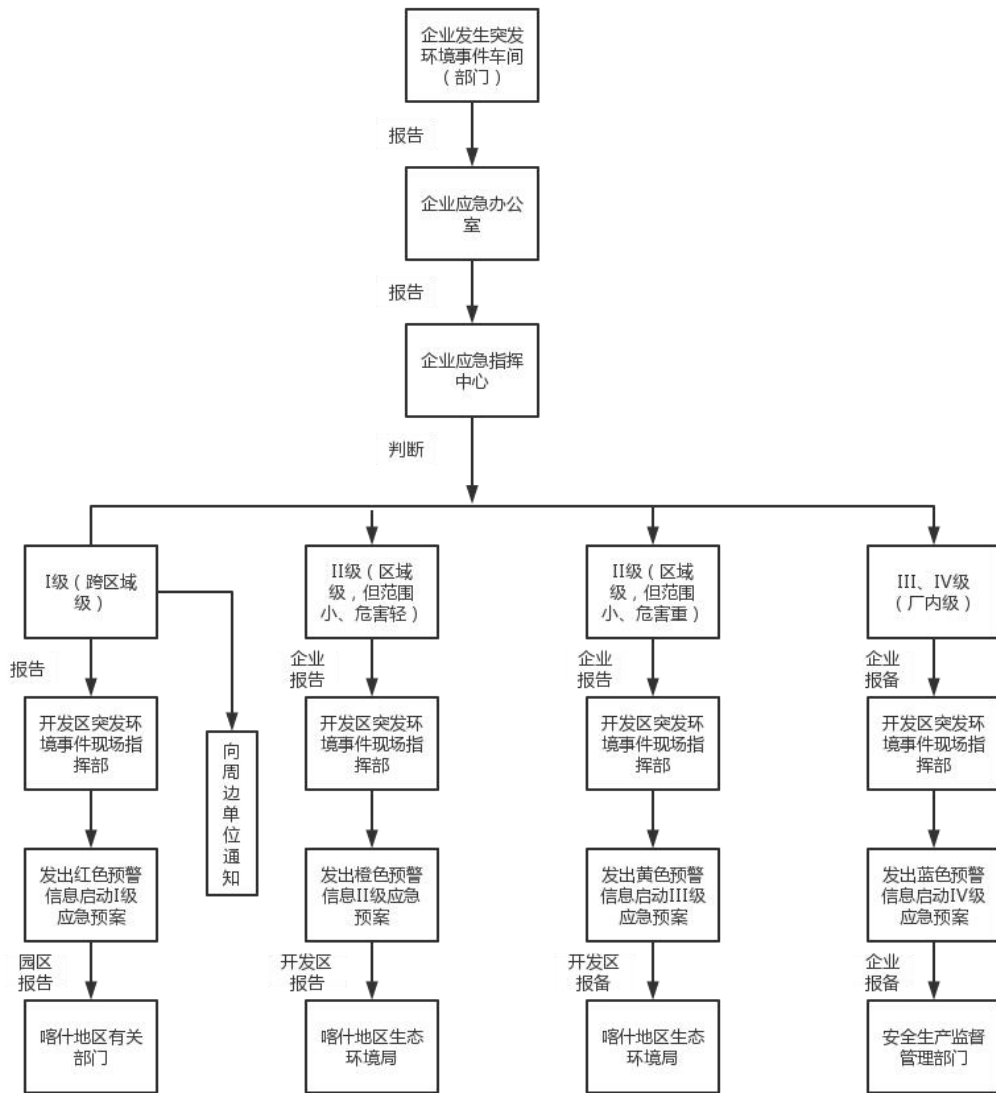 企业发生突发
环境事件车间
（部门）
报告
企业应急办公
室
报告
企业应急指挥
中心
判断
I级（跨区域
级）
II级（区域
级，但范围
小、危害轻）
II级（区域
级，但范围
小、危害重）
III、IV级
（厂内级）
报告
企业
报告
企业
报告
企业
报备
开发区突发环
境事件现场指
挥部
向
周
边
单
位
通
知
开发区突发环
境事件现场指
挥部
开发区突发环
境事件现场指
挥部
开发区突发环
境事件现场指
挥部
发出红色预警
信息启动I级
应急预案
发出橙色预警
信息II级应急
预案
发出黄色预警
信息启动III级
应急预案
发出蓝色预警
信息启动IV级
应急预案
园区
报告
开发区
报告
开发区
报备
企业
报备
喀什地区有关
部门
喀什地区生态
环境局
喀什地区生态
环境局
安全生产监督
管理部门